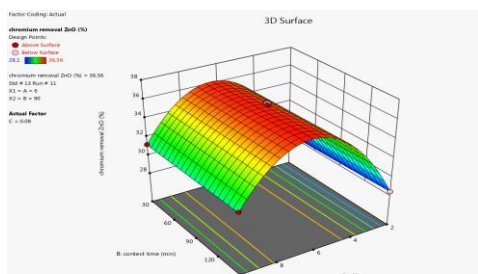 Factor Coding: Actual
3D Surface
chromium removal ZnO (%)
Design Points:
Above Surface
Below Surface
28.1 36.56
chromium removal ZnO (%) = 36.56
Std # 13 Run # 11
X1 = A = 6
X2 = B = 90
Actual Factor
C = 0.08
chromium removal ZnO (%)
38
36
34
32
30
28
30
60
90
120
B: contact time (min)
8
6
4
2